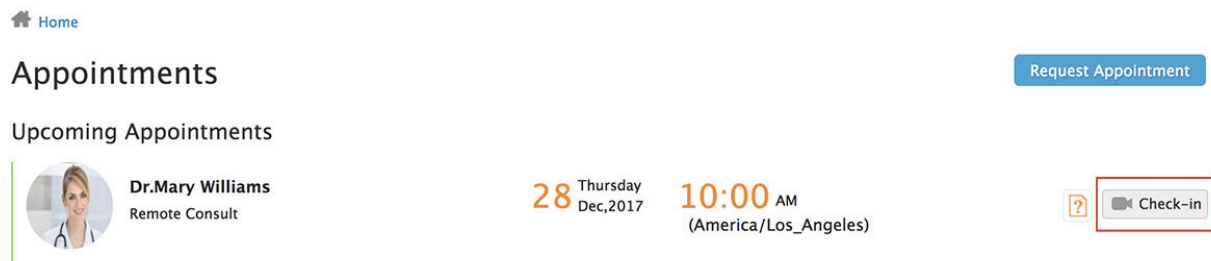 Home
Appointments
Request Appointment
Upcoming Appointments
Dr.Mary Williams
Remote Consult
28 Thursday
Dec,2017
10:00 AM
(America/Los_Angeles)
?
Check-in